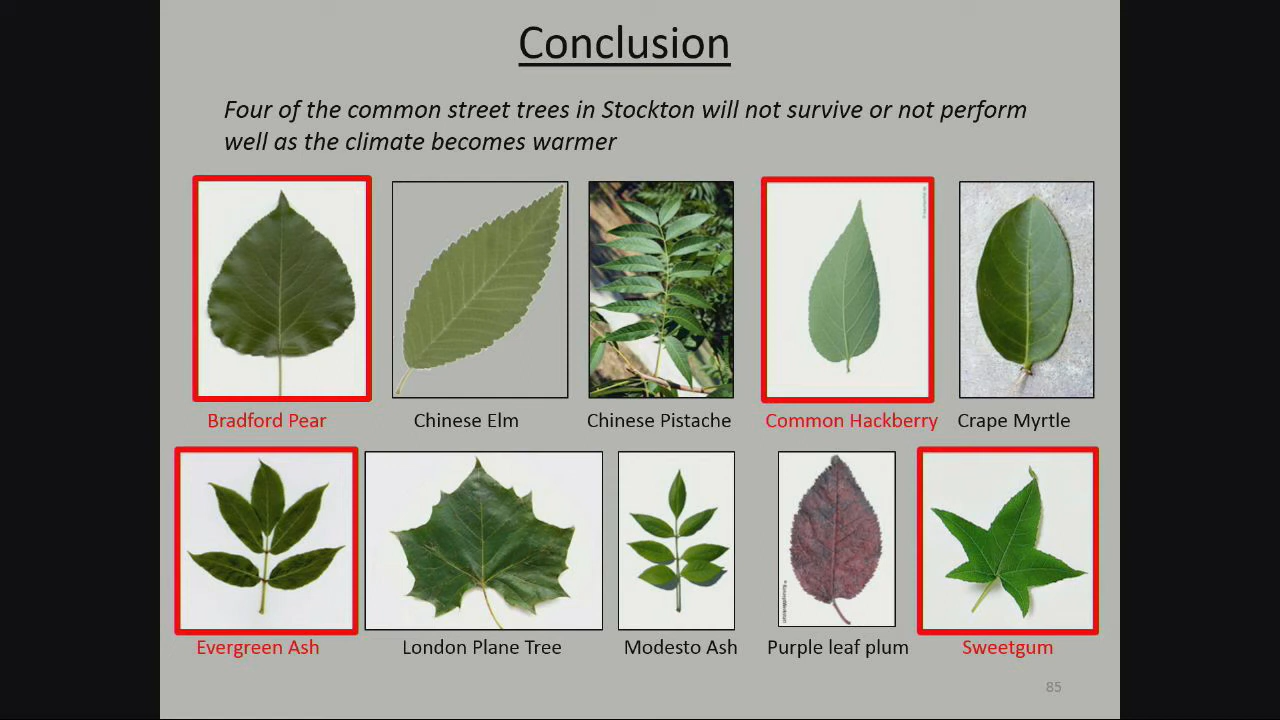 Conclusion
Four of the common street trees in Stockton will not survive or not perform
well as the climate becomes warmer
Bradford Pear
Chinese Elm
Chinese Pistache
Common Hackberry
Crape Myrtle
Evergreen Ash
London Plane Tree
Modesto Ash
Purple leaf plum
Sweetgum
85